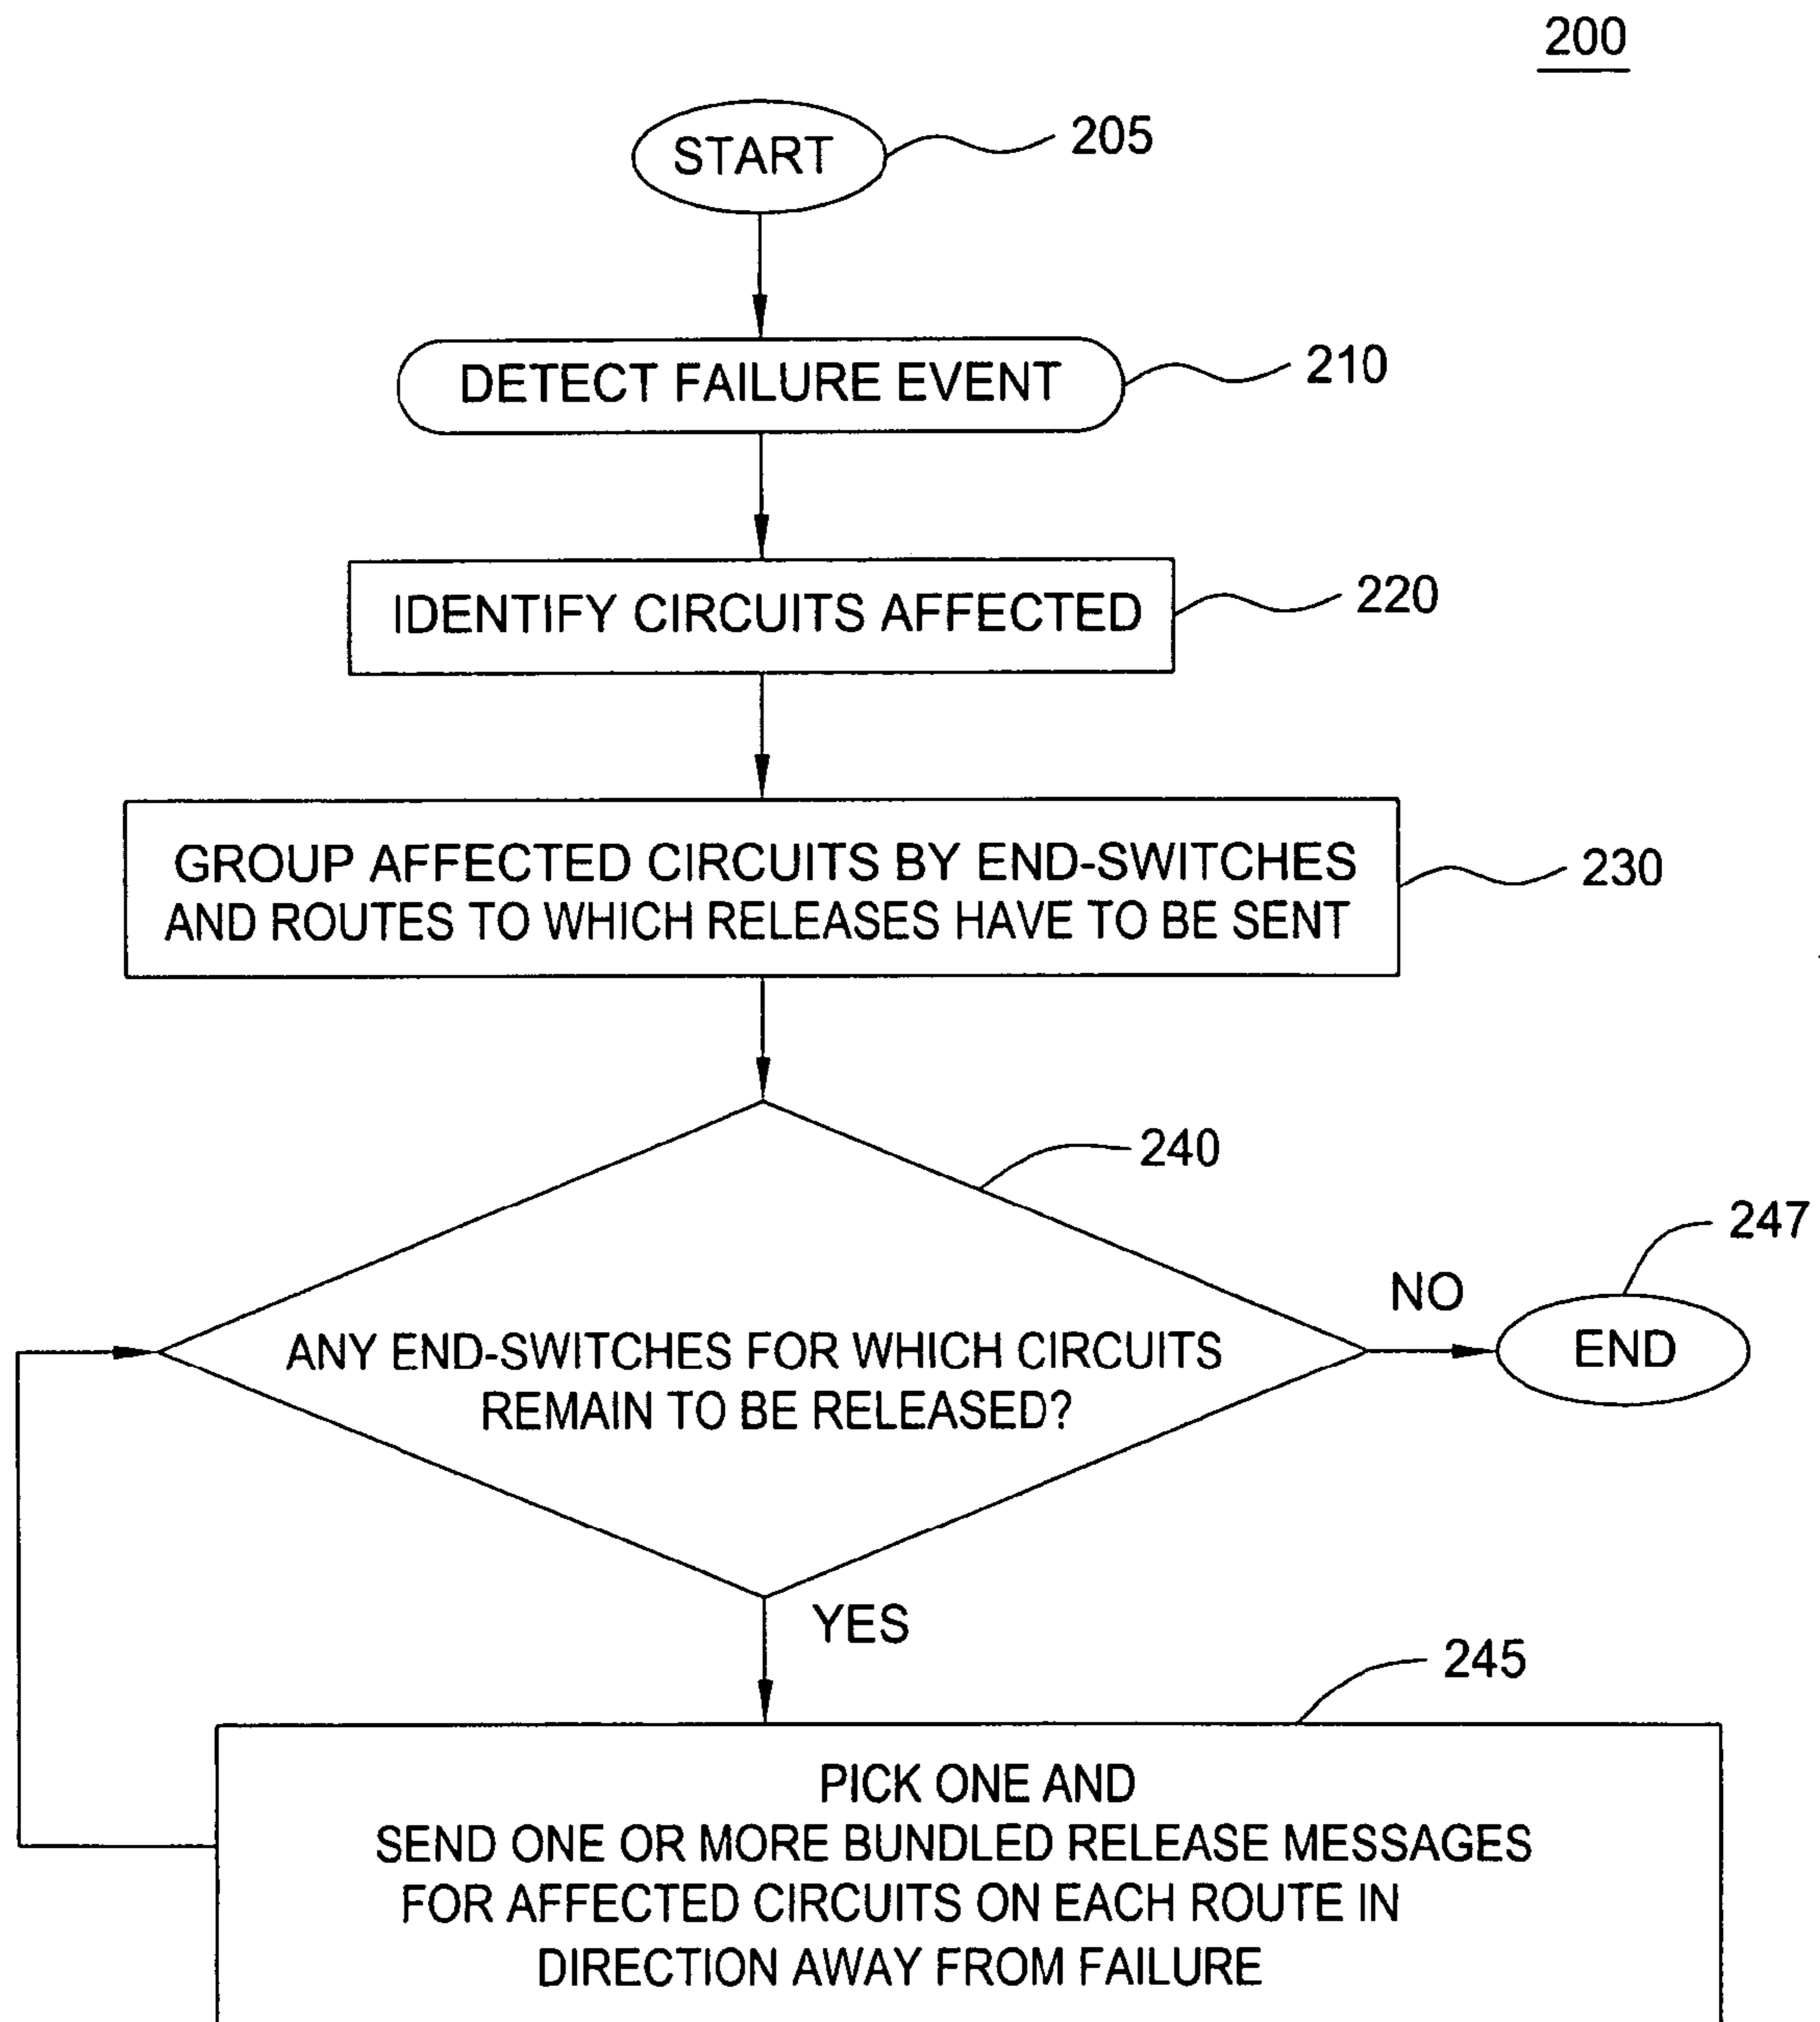 200
START
205
DETECT FAILURE EVENT
210
IDENTIFY CIRCUITS AFFECTED
220
GROUP AFFECTED CIRCUITS BY END-SWITCHES
AND ROUTES TO WHICH RELEASES HAVE TO BE SENT
230
240
247
ANY END-SWITCHES FOR WHICH CIRCUITS
REMAIN TO BE RELEASED?
NO
END
YES
245
PICK ONE AND
SEND ONE OR MORE BUNDLED RELEASE MESSAGES
FOR AFFECTED CIRCUITS ON EACH ROUTE IN
DIRECTION AWAY FROM FAILURE